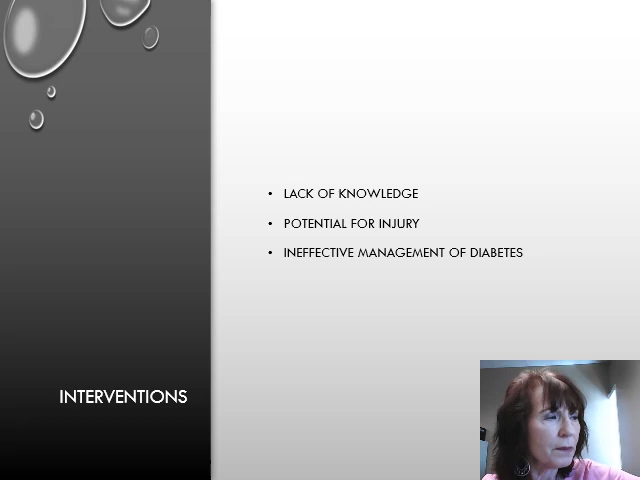 • LACK OF KNOWLEDGE
• POTENTIAL FOR INJURY
• INEFFECTIVE MANAGEMENT OF DIABETES
INTERVENTIONS